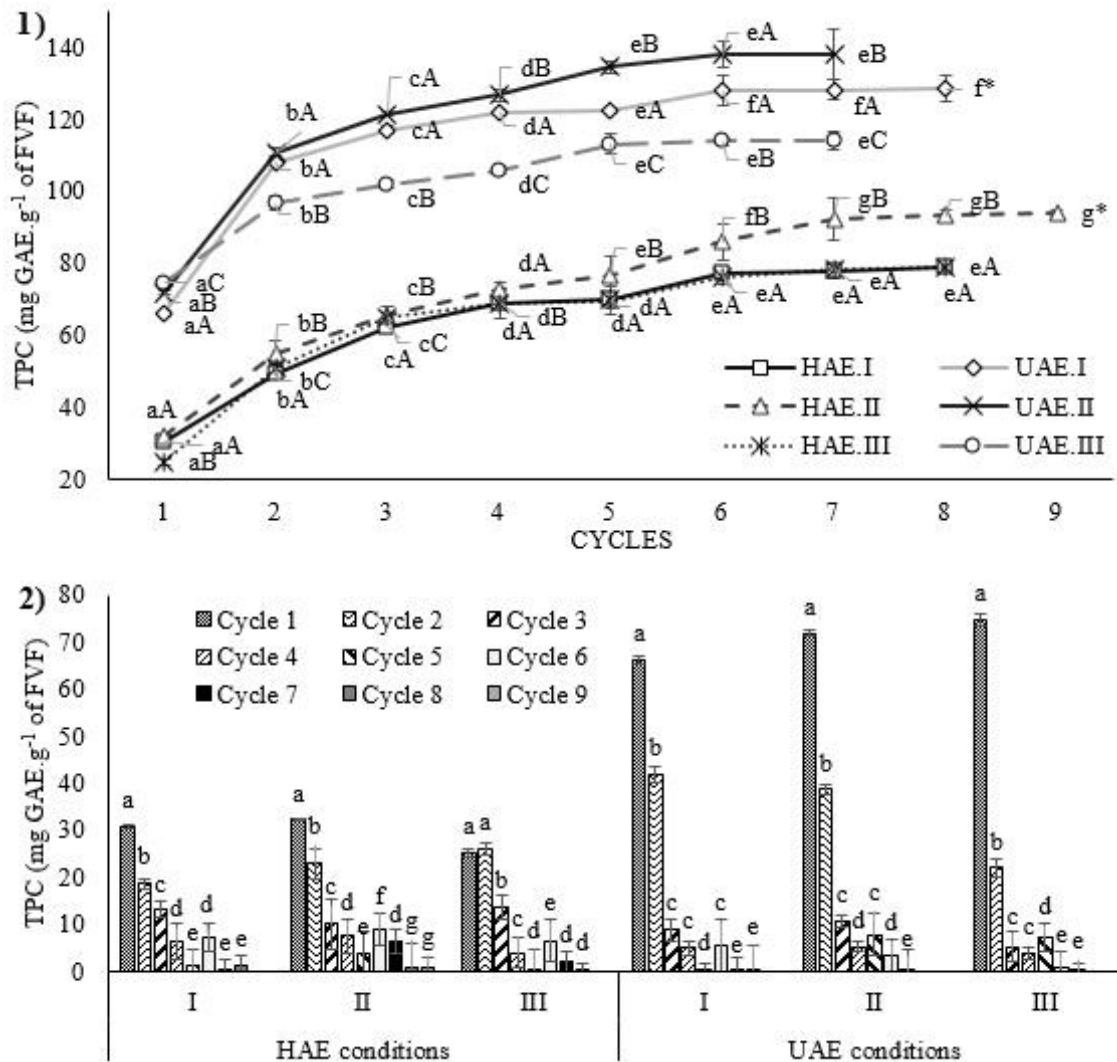 1)
TPC (mg GAE.g-1 of FVF)
140
120
100
80
60
40
20
aC
aB
aA
bA
bA
bB
cA
cA
cB
dB
dA
dC
eB
eA
eC
eA
fA
eB
eB
fA
eC
f*
aA
aA
aB
bB
bC
bA
cB
cC
cA
dA
dB
dA
eB
dA
dA
fB
eA
eA
gB
eA
eA
gB
eA
eA
g*
HAE.I
UAE.I
HAE.II
UAE.II
HAE.III
UAE.III
1 2 3 4 5 6 7 8 9
CYCLES
2)
TPC (mg GAE.g-1 of FVF)
80
70
60
50
40
30
20
10
0
Cycle 1 Cycle 2 Cycle 3
Cycle 4 Cycle 5 Cycle 6
Cycle 7 Cycle 8 Cycle 9
a b c d e d e e
a b c d e f d g g
a a b c d e d d
a b c c d e e e
a b c d c d e
a b c c d e e
I II III I II III
HAE conditions UAE conditions